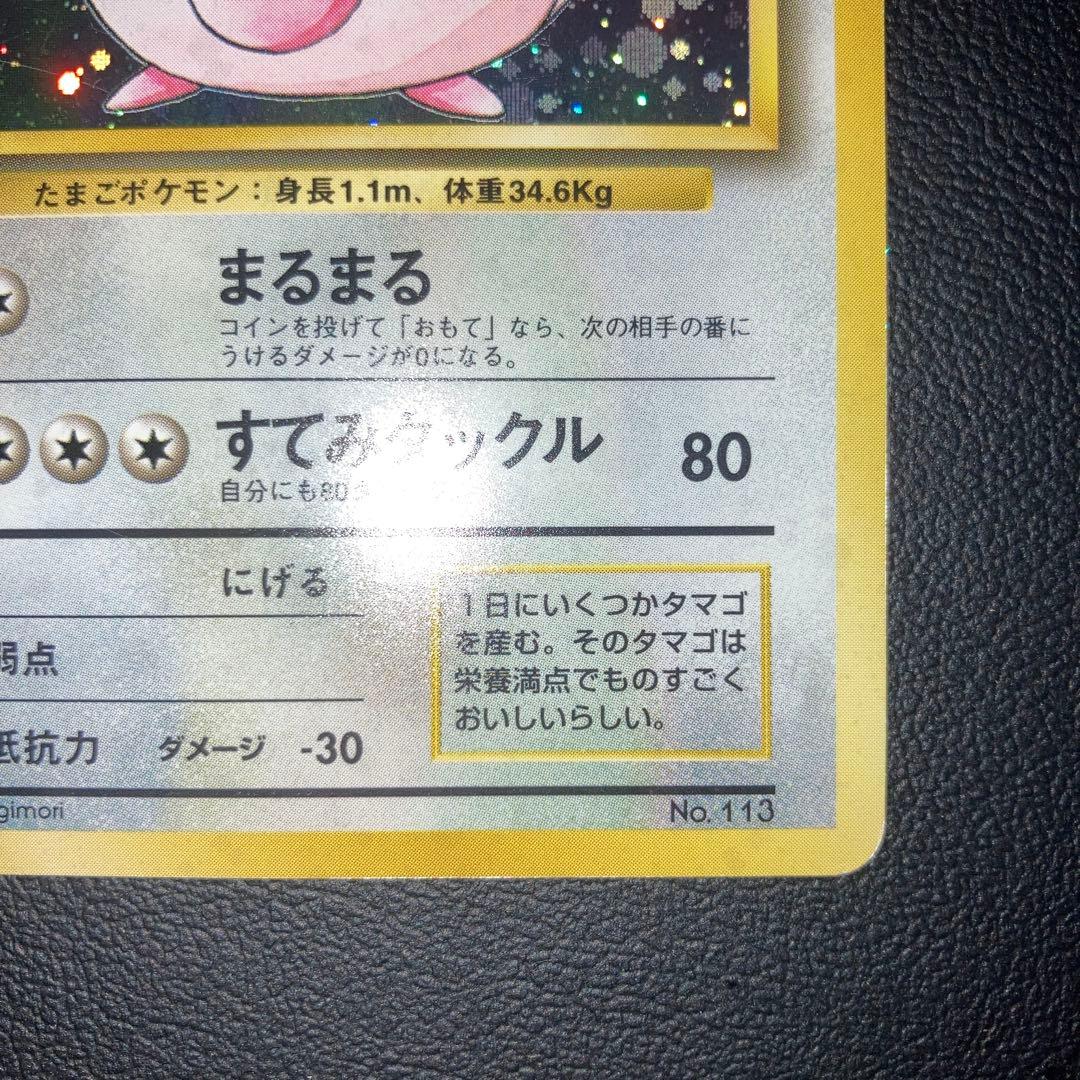 たまごポケモン：身長1.1m、体重34.6Kg
まるまる
コインを投げて「おもて」なら、次の相手の番に
うけるダメージが0になる。
すてみタックル 80
自分にも80
にげる
弱点
抵抗力 ダメージ -30
1日にいくつかタマゴ
を産む。そのタマゴは
栄養満点でものすごく
おいしいらしい。
gimori
No. 113